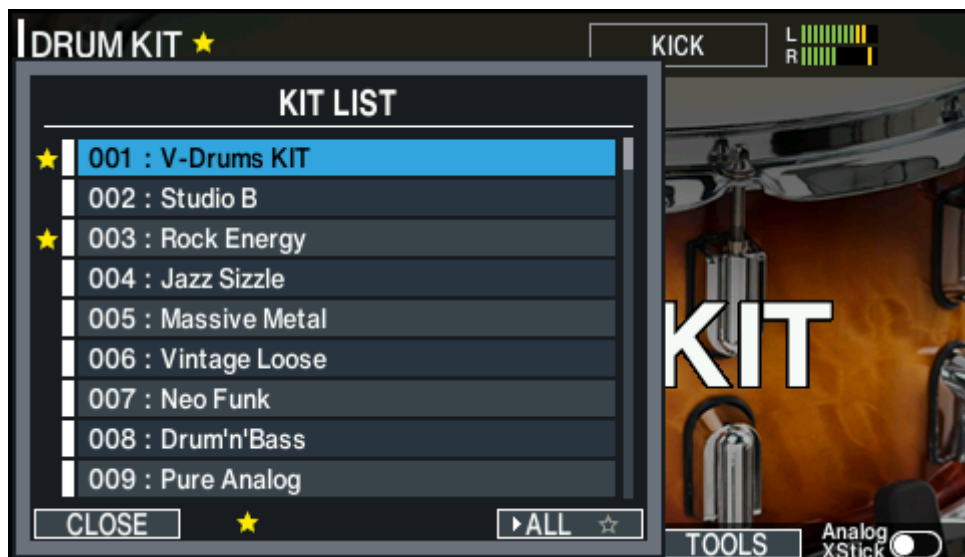 DRUM KIT
KICK
L
R
KIT LIST
001 : V-Drums KIT
002 : Studio B
003 : Rock Energy
004 : Jazz Sizzle
005 : Massive Metal
006 : Vintage Loose
007 : Neo Funk
008 : Drum'n'Bass
009 : Pure Analog
KIT
CLOSE
ALL
TOOLS
Analog
XStick